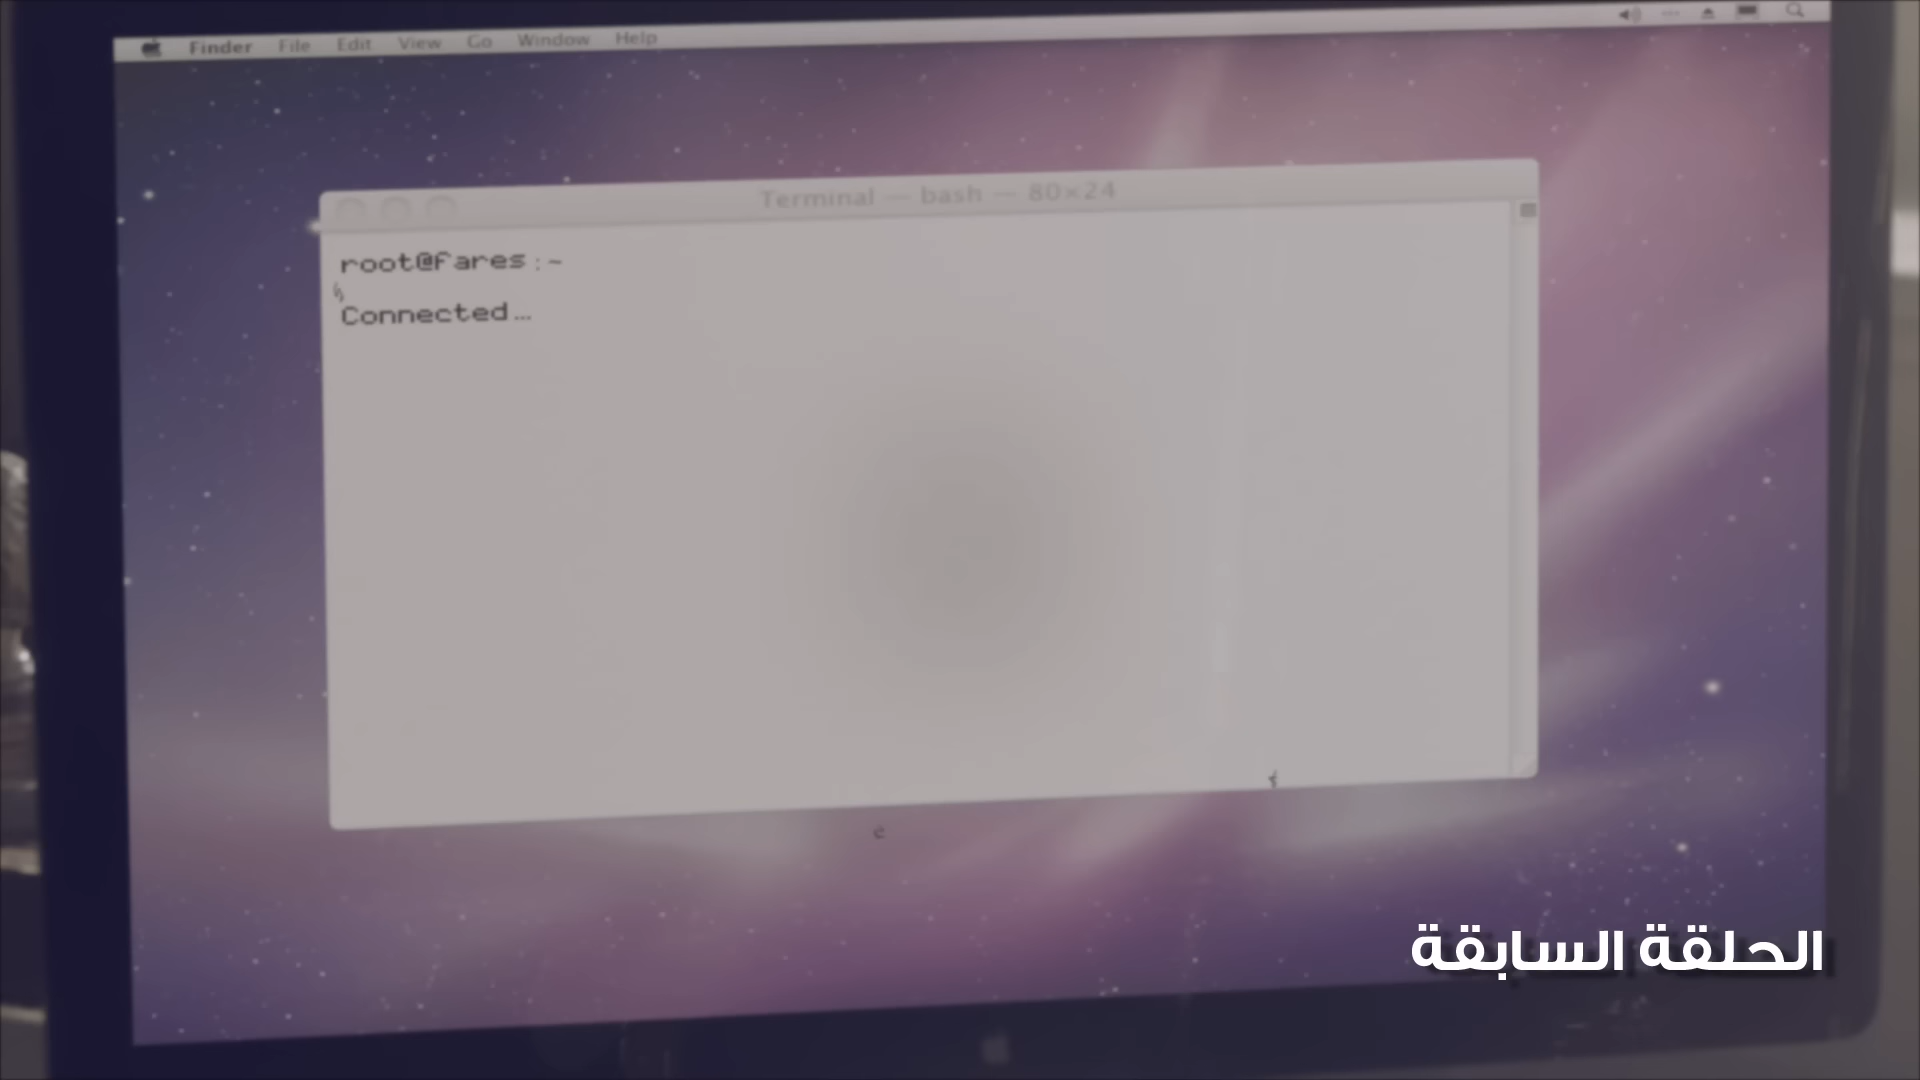 Finder File Edit View Go Window Help
Terminal — bash — 80×24
root@fares:~
Connected...
الحلقة السابقة